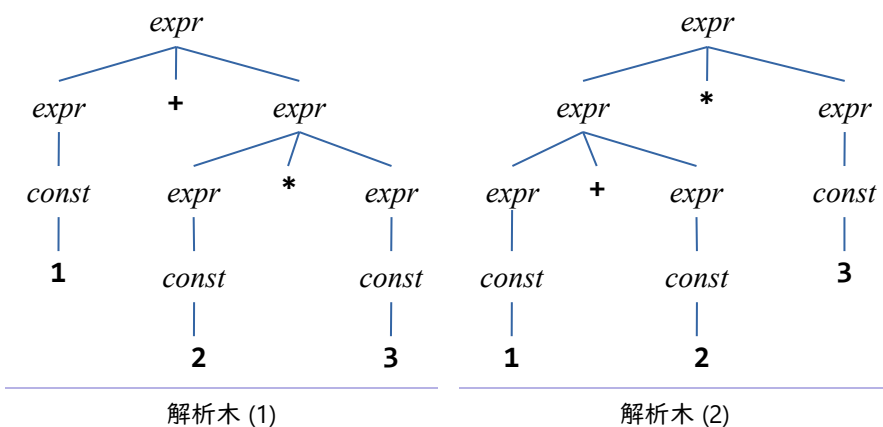 expr
expr + expr
const expr * expr
1 const const
2 3
解析木 (1)
expr
expr * expr
expr + expr const
const const 3
1 2
解析木 (2)